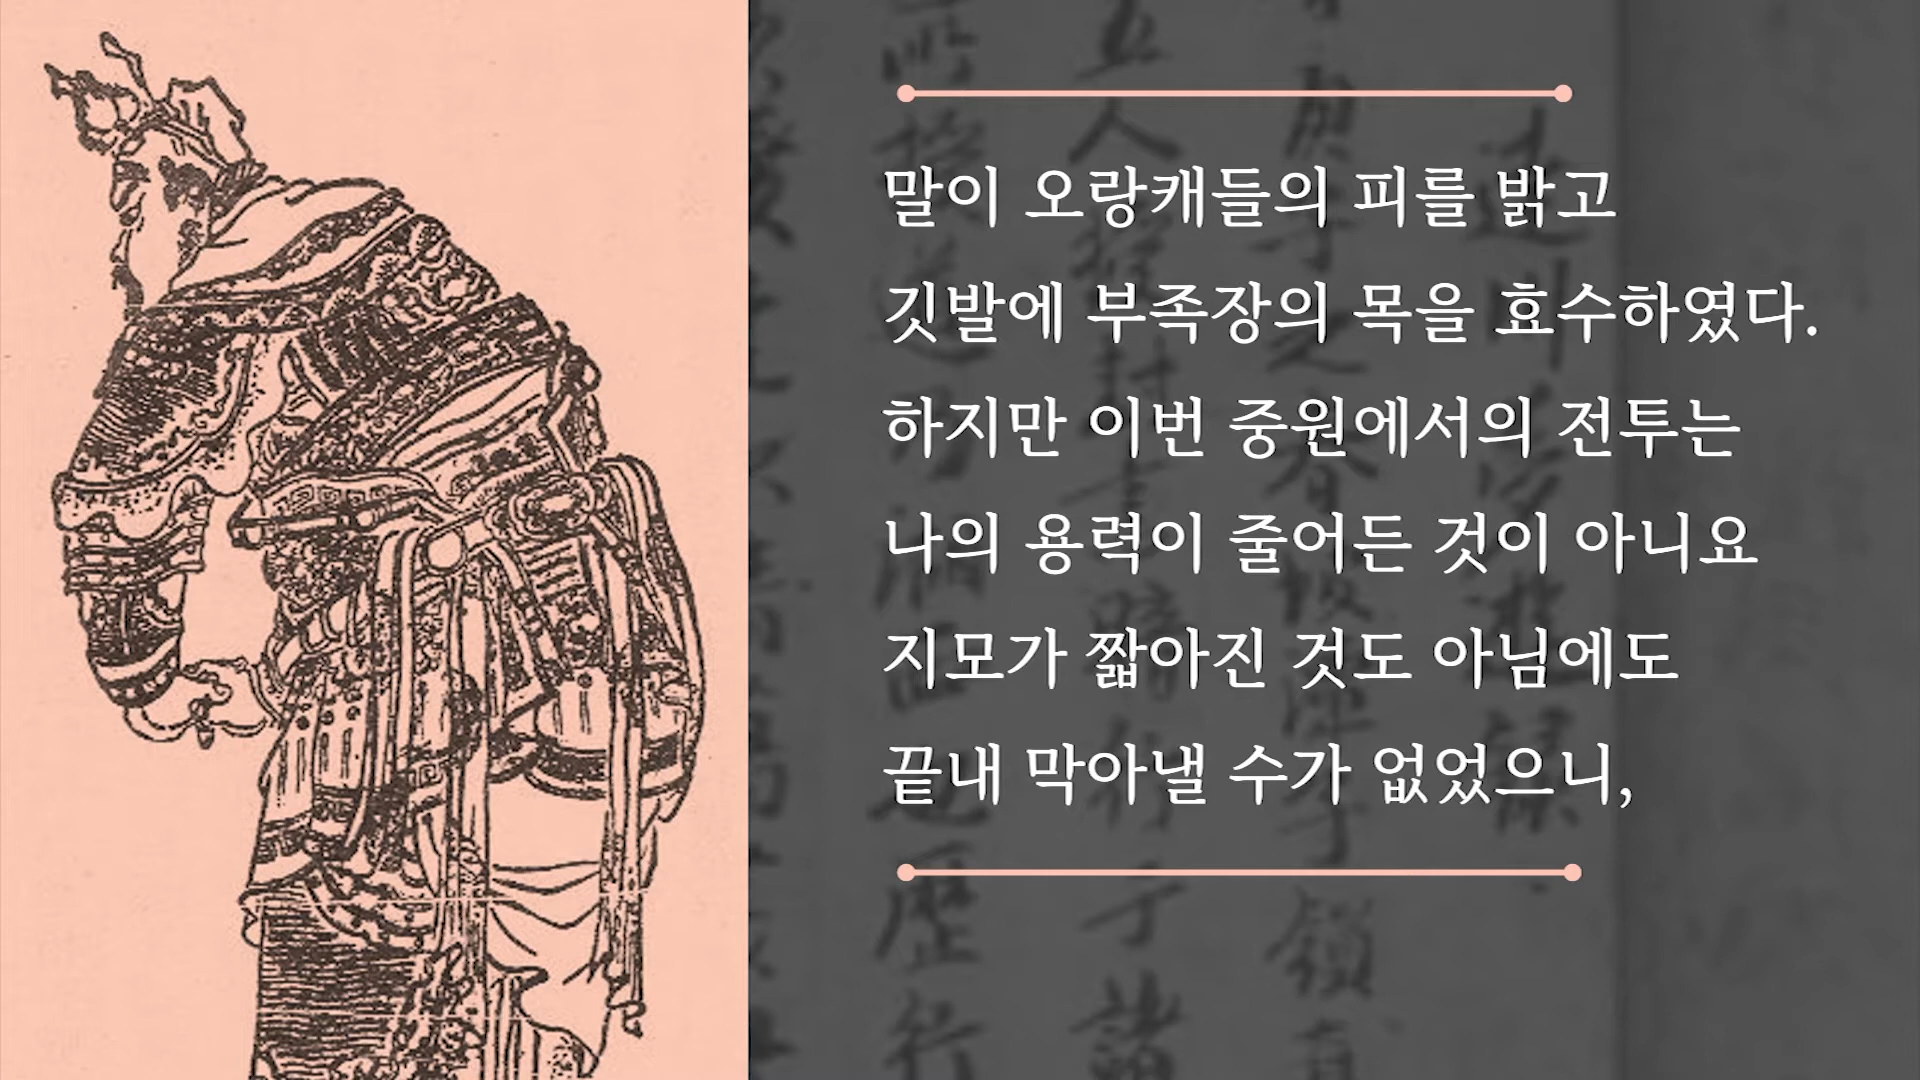 말이 오랑캐들의 피를 밝고
깃발에 부족장의 목을 효수하였다.
하지만 이번 중원에서의 전투는
나의 용력이 줄어든 것이 아니요
지모가 짧아진 것도 아님에도
끝내 막아낼 수가 없었으니,